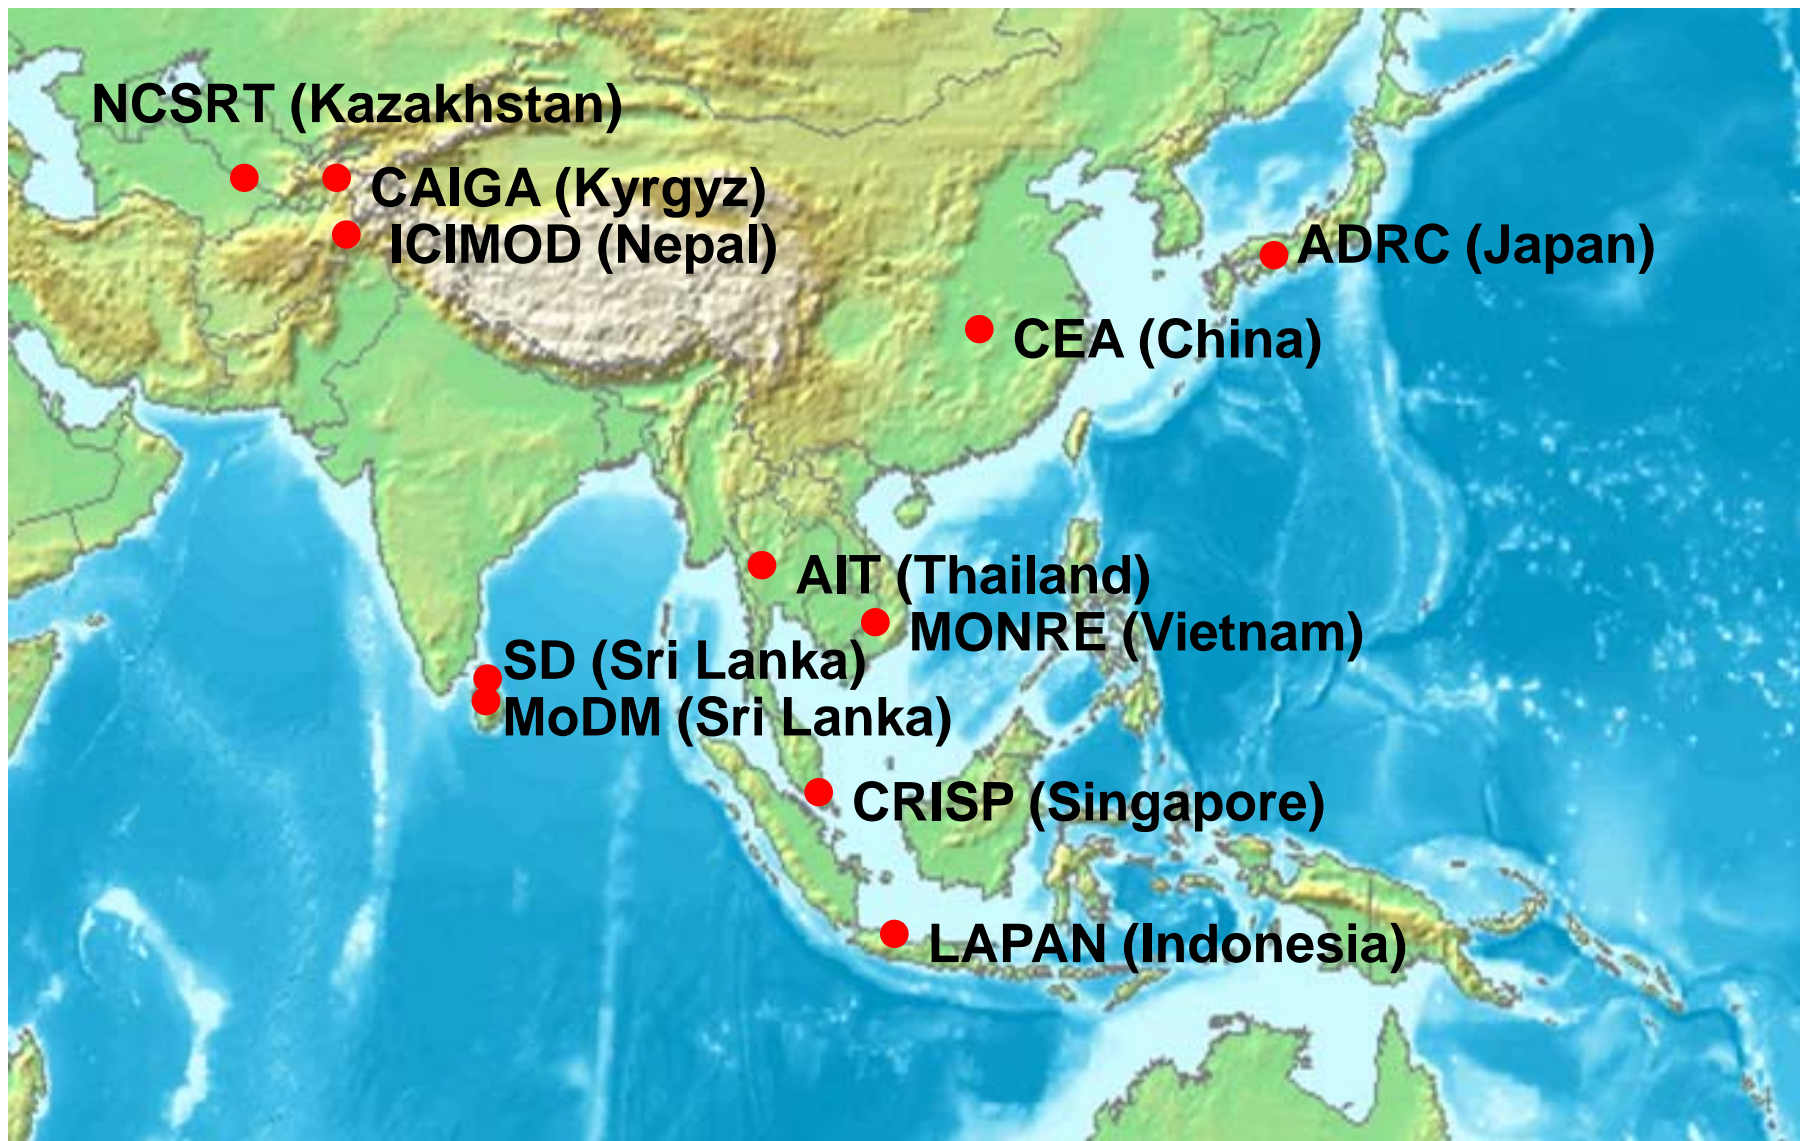 NCSRT (Kazakhstan)
CAIGA (Kyrgyz)
ICIMOD (Nepal)
ADRC (Japan)
CEA (China)
AIT (Thailand)
MONRE (Vietnam)
SD (Sri Lanka)
MoDM (Sri Lanka)
CRISP (Singapore)
LAPAN (Indonesia)